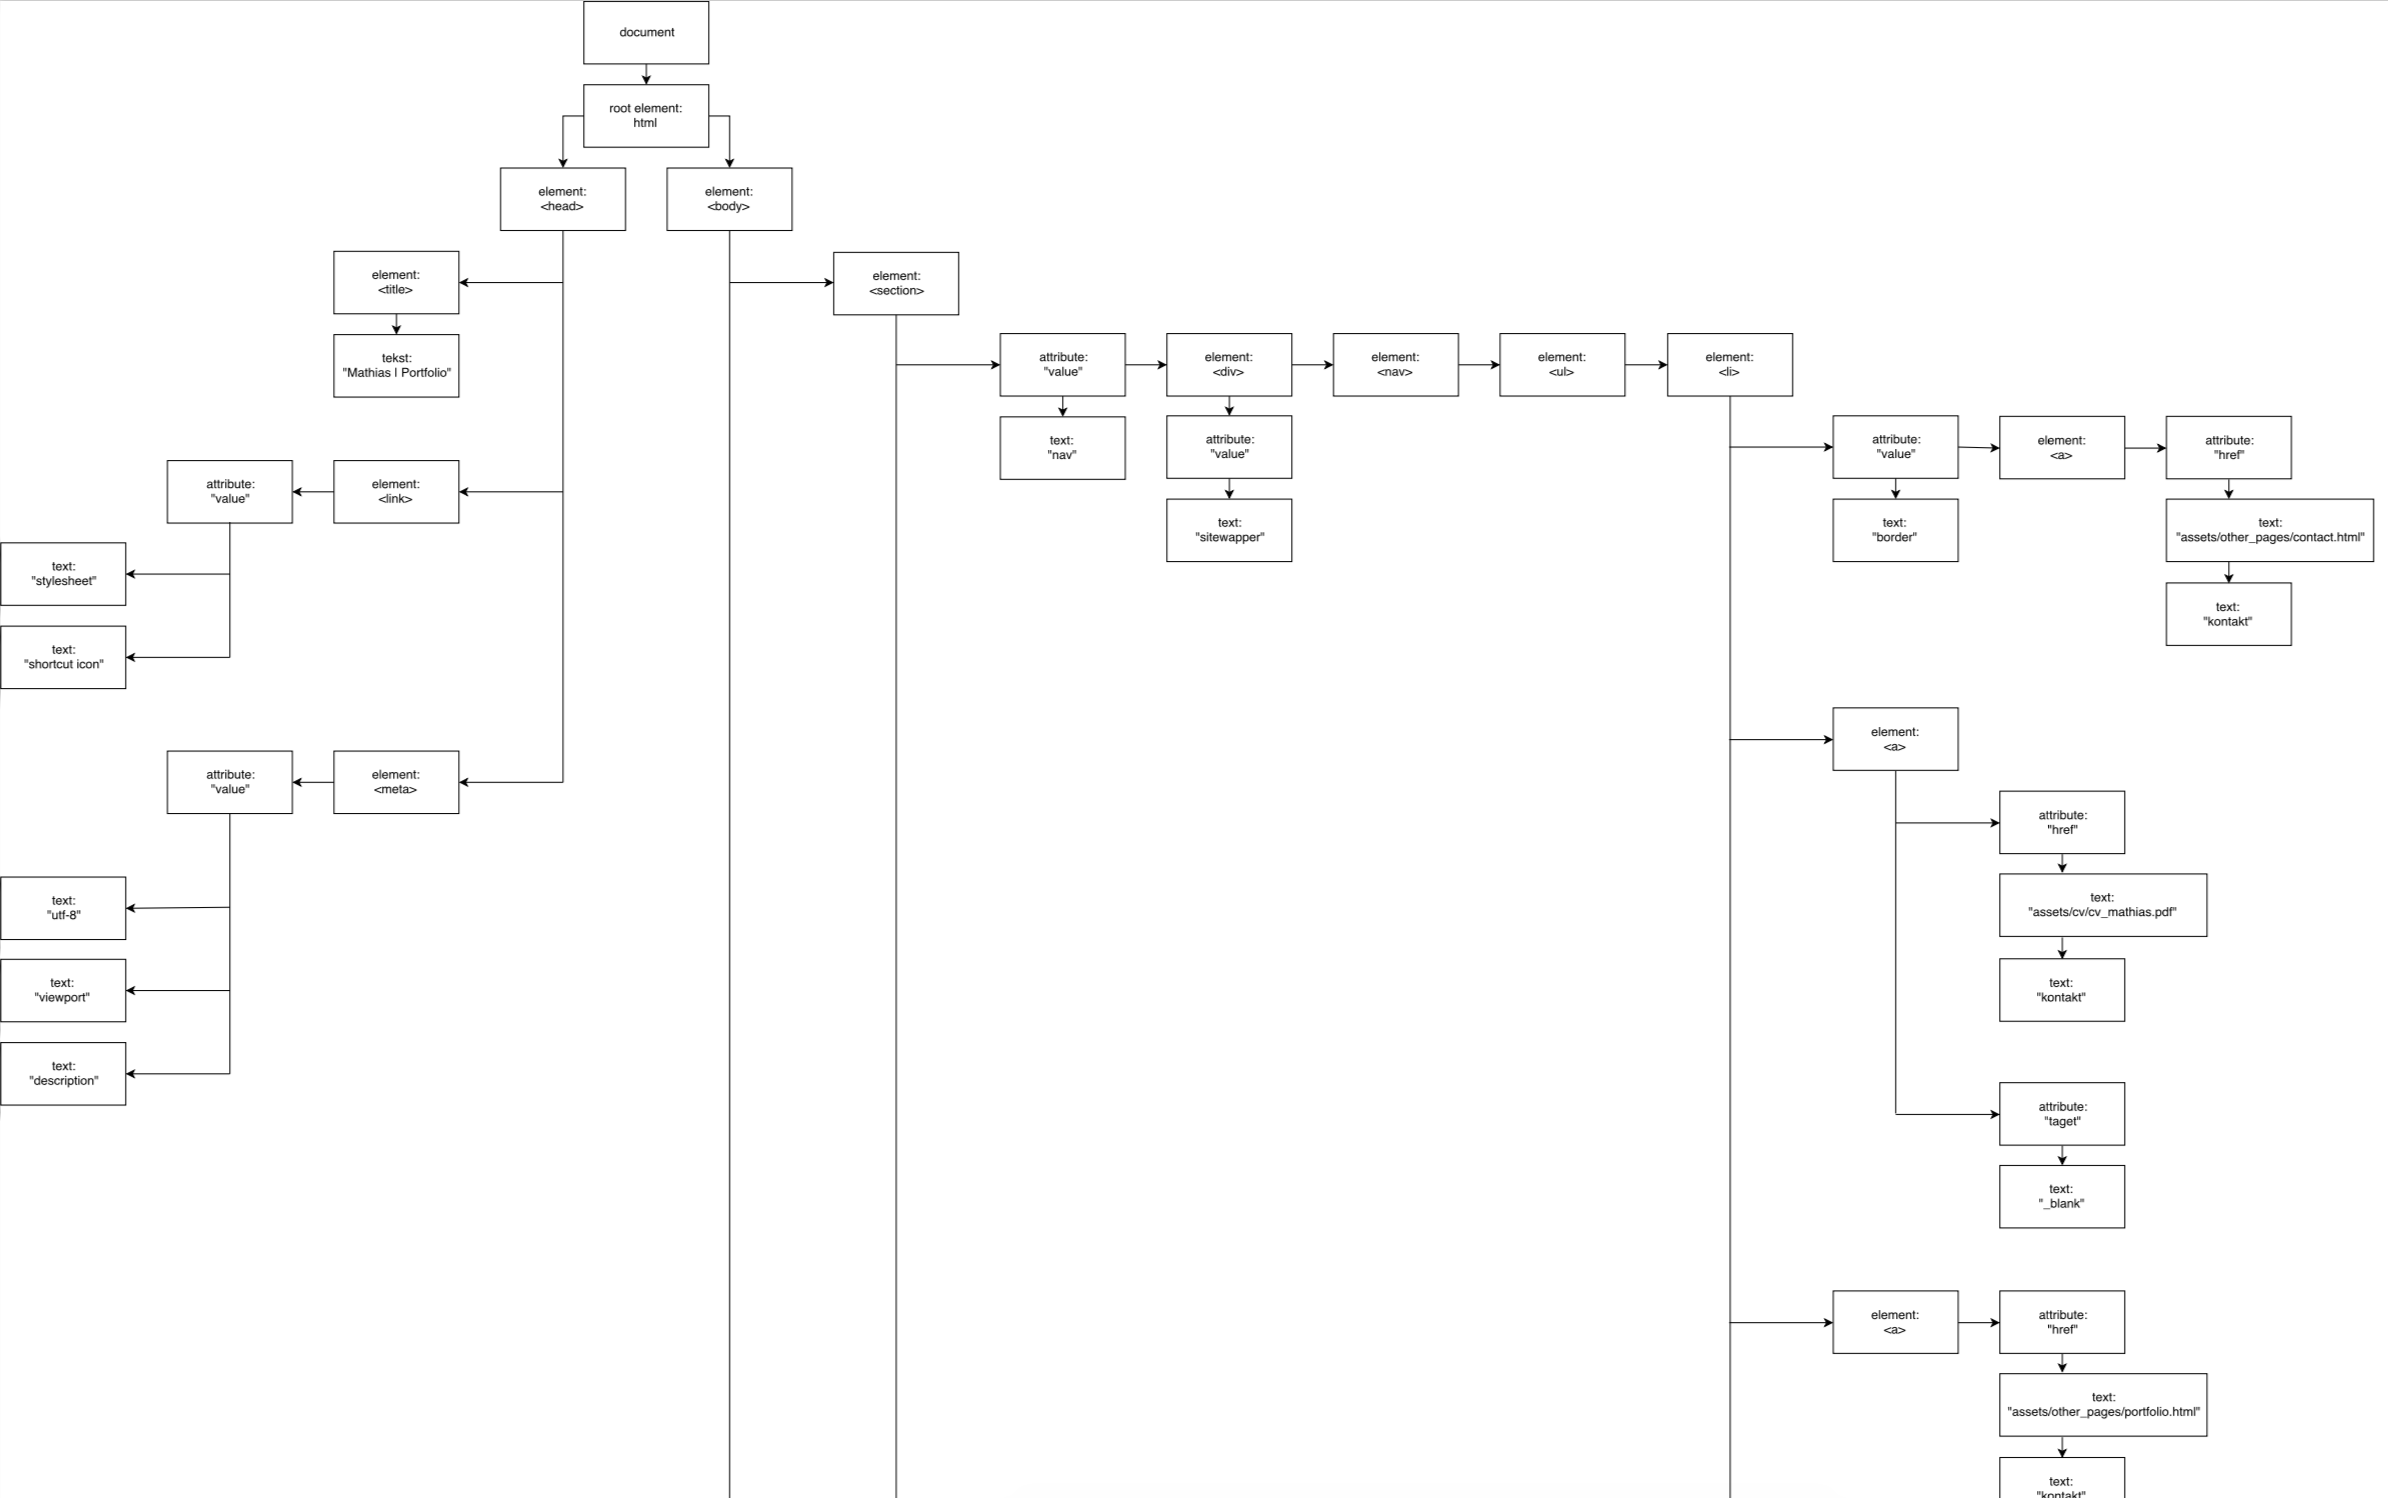 document
root element:
html
element:
<head>
element:
<body>
element:
<title>
element:
<section>
tekst:
"Mathias | Portfolio"
attribute:
"value"
element:
<div>
element:
<nav>
element:
<ul>
element:
<li>
text:
"nav"
attribute:
"value"
text:
"sitewapper"
attribute:
"value"
element:
<a>
attribute:
"href"
text:
"border"
text:
"assets/other_pages/contact.html"
text:
"kontakt"
attribute:
"value"
element:
<link>
text:
"stylesheet"
text:
"shortcut icon"
attribute:
"value"
element:
<meta>
text:
"utf-8"
text:
"viewport"
text:
"description"
element:
<a>
attribute:
"href"
text:
"assets/cv/cv_mathias.pdf"
text:
"kontakt"
attribute:
"taget"
text:
"_blank"
element:
<a>
attribute:
"href"
text:
"assets/other_pages/portfolio.html"
text:
"kontakt"